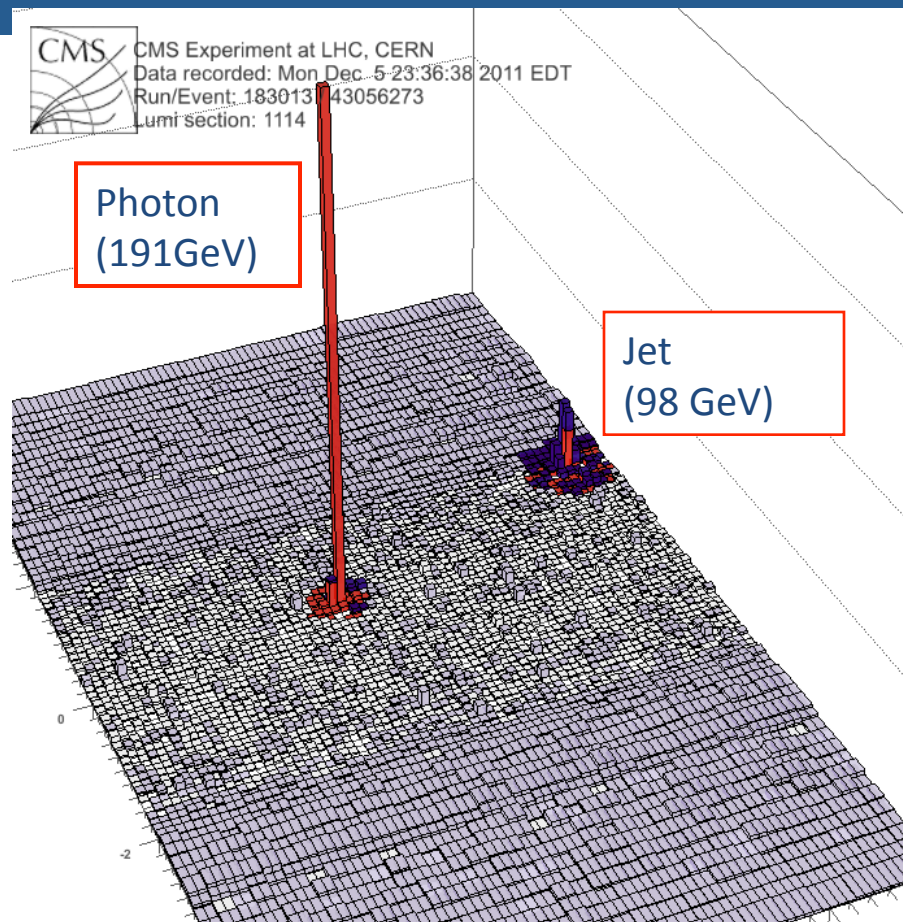 CMS
CMS Experiment at LHC, CERN
Data recorded: Mon Dec 5 23:36:38 2011 EDT
Run/Event: 183013 43056273
Lumi section: 1114
Photon
(191GeV)
Jet
(98 GeV)
0
-2